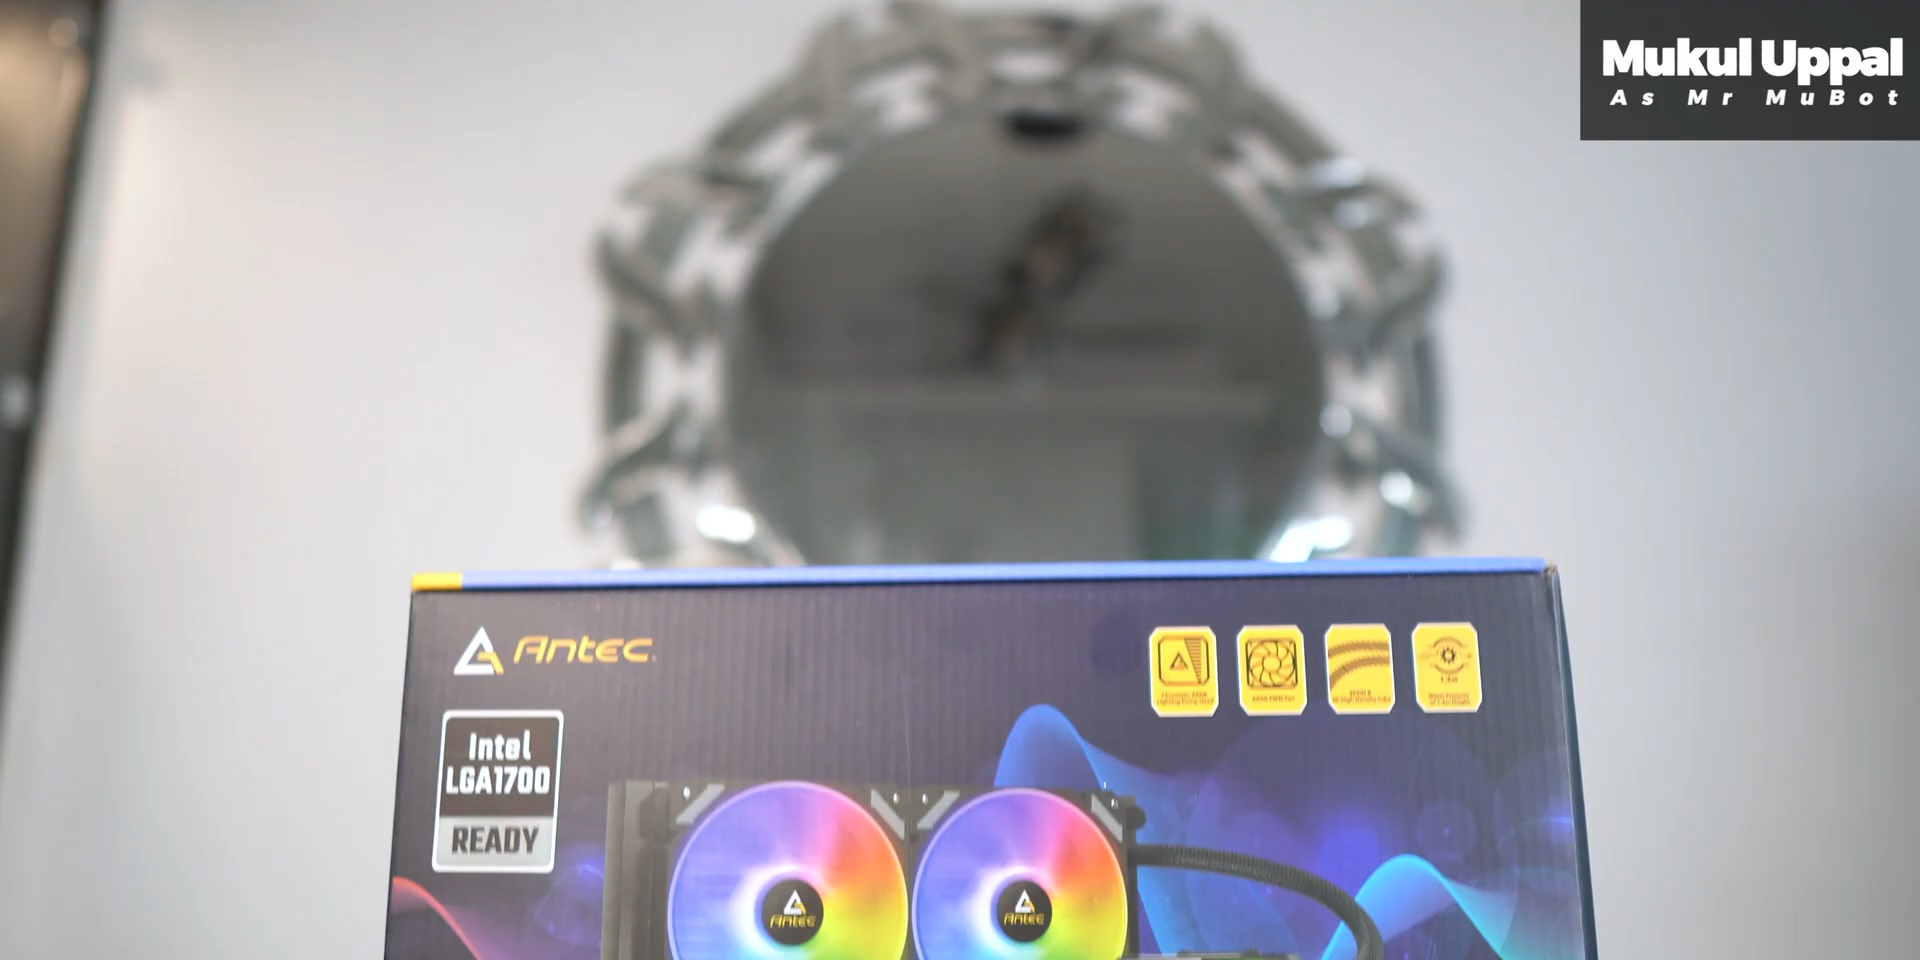 Mukul Uppal
As Mr MuBot
Antec
Intel
LGA1700
READY
Antec
Antec